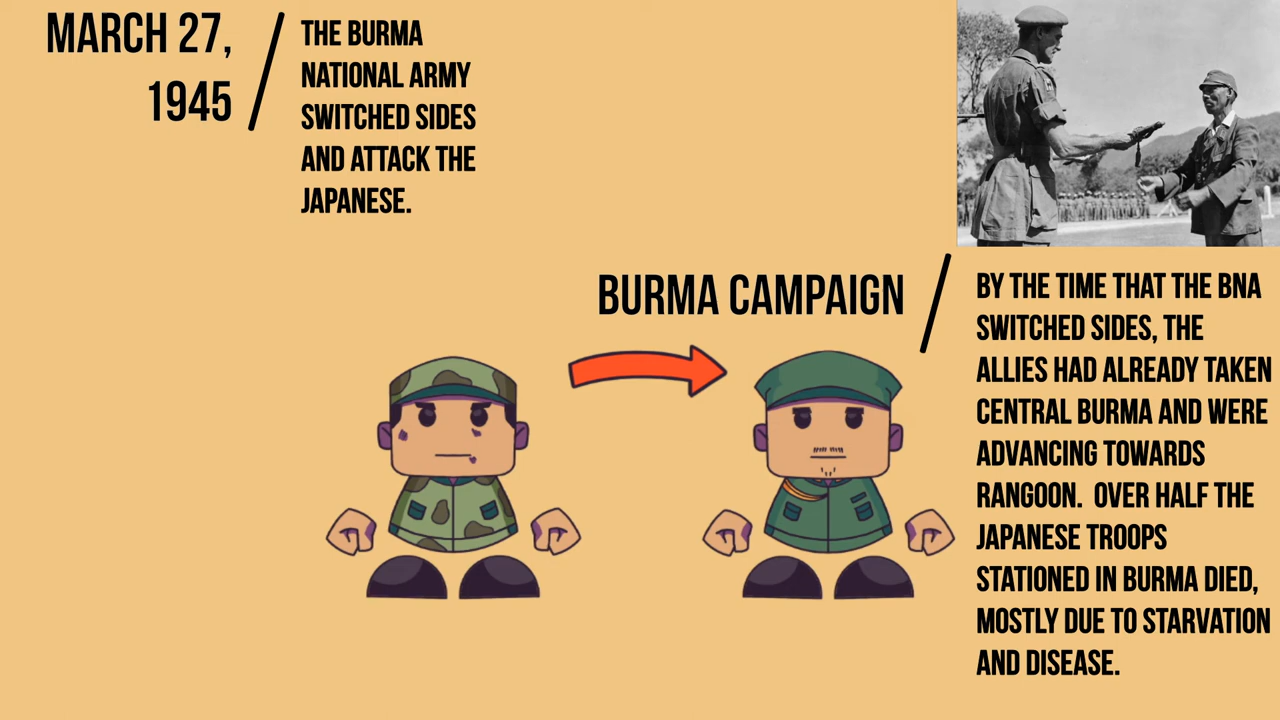 MARCH 27,
1945
THE BURMA
NATIONAL ARMY
SWITCHED SIDES
AND ATTACK THE
JAPANESE.
BURMA CAMPAIGN
BY THE TIME THAT THE BNA
SWITCHED SIDES, THE
ALLIES HAD ALREADY TAKEN
CENTRAL BURMA AND WERE
ADVANCING TOWARDS
RANGOON. OVER HALF THE
JAPANESE TROOPS
STATIONED IN BURMA DIED,
MOSTLY DUE TO STARVATION
AND DISEASE.